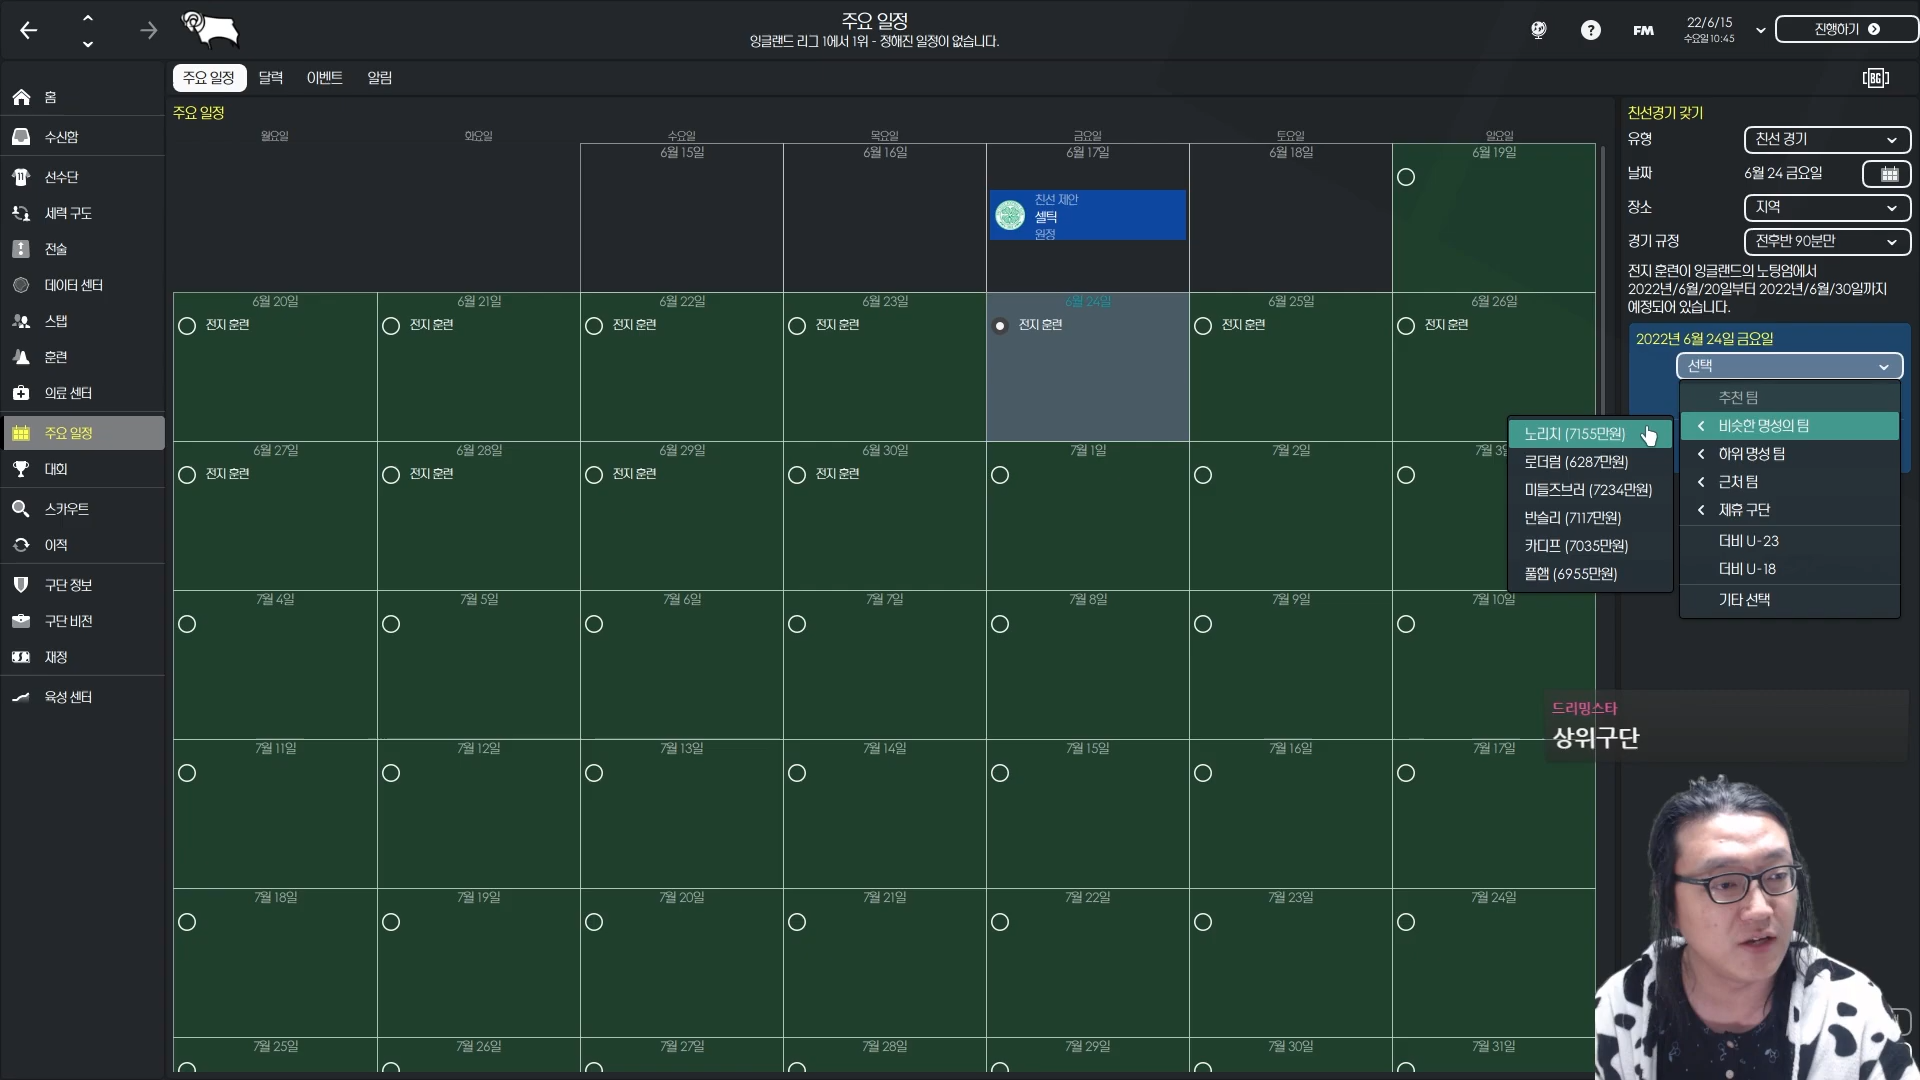 주요 일정
잉글랜드 리그 1에서 1위 - 정해진 일정이 없습니다.
FM
22/6/15
수요일 10:45
진행하기
주요 일정
달력
이벤트
알림
홈
수신함
선수단
세력 구도
전술
데이터 센터
스탭
훈련
의료 센터
주요 일정
대회
스카우트
이적
구단 정보
구단 비전
재정
육성 센터
주요 일정
월요일
화요일
수요일
목요일
금요일
토요일
일요일
6월 15일
6월 16일
6월 17일
6월 18일
6월 19일
친선 제안
셀틱
원정
6월 20일
6월 21일
6월 22일
6월 23일
6월 24일
6월 25일
6월 26일
전지 훈련
전지 훈련
전지 훈련
전지 훈련
전지 훈련
전지 훈련
전지 훈련
6월 27일
6월 28일
6월 29일
6월 30일
7월 1일
7월 2일
전지 훈련
전지 훈련
전지 훈련
전지 훈련
7월 4일
7월 5일
7월 6일
7월 7일
7월 8일
7월 9일
7월 10일
7월 11일
7월 12일
7월 13일
7월 14일
7월 15일
7월 16일
7월 17일
7월 18일
7월 19일
7월 20일
7월 21일
7월 22일
7월 23일
7월 24일
7월 25일
7월 26일
7월 27일
7월 28일
7월 29일
7월 30일
7월 31일
친선경기 갖기
유형
친선 경기
날짜
6월 24 금요일
장소
지역
경기 규정
전후반 90분만
전지 훈련이 잉글랜드의 노팅엄에서
2022년/6월/20일부터 2022년/6월/30일까지
예정되어 있습니다.
2022년 6월 24일 금요일
선택
추천 팀
비슷한 명성의 팀
하위 명성 팀
근처 팀
제휴 구단
더비 U-23
더비 U-18
기타 선택
노리치 (7155만원)
로더럼 (6287만원)
미들즈브러 (7234만원)
반슬리 (7117만원)
카디프 (7035만원)
풀햄 (6955만원)
드리밍스타
상위구단